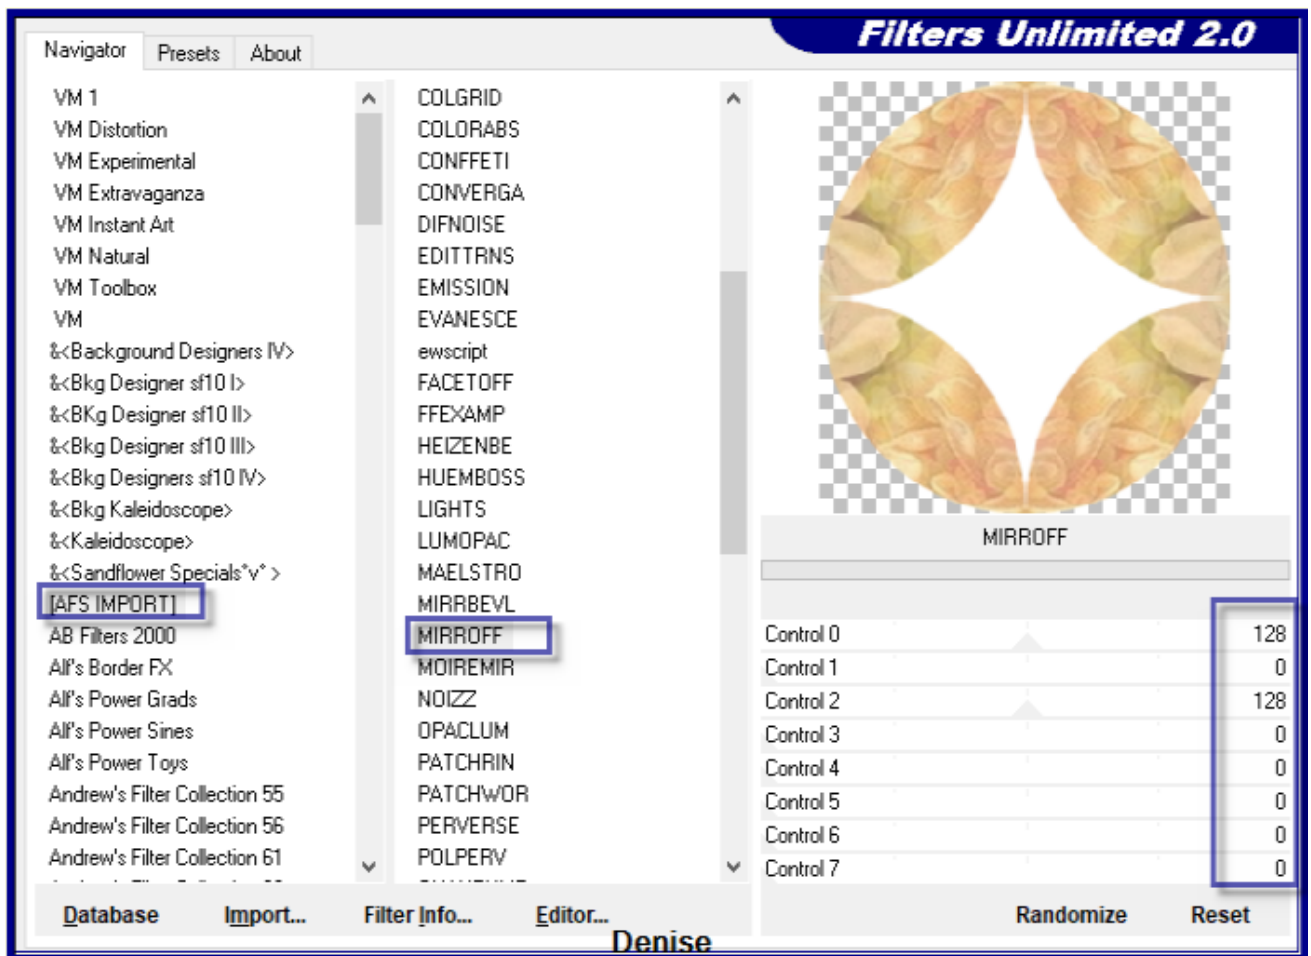 Filters Unlimited 2.0
Navigator
Presets
About
VM 1
VM Distortion
VM Experimental
VM Extravaganza
VM Instant Art
VM Natural
VM Toolbox
VM
&<Background Designers IV>
&<Bkg Designer sf10 I>
&<BKg Designer sf10 II>
&<Bkg Designer sf10 III>
&<Bkg Designers sf10 IV>
&<Bkg Kaleidoscope>
&<Kaleidoscope>
&<Sandflower Specials°v° >
[AFS IMPORT]
AB Filters 2000
Alf's Border FX
Alf's Power Grads
Alf's Power Sines
Alf's Power Toys
Andrew's Filter Collection 55
Andrew's Filter Collection 56
Andrew's Filter Collection 61
COLGRID
COLORABS
CONFFETI
CONVERGA
DIFNOISE
EDITTRNS
EMISSION
EVANESCE
ewscript
FACETOFF
FFEXAMP
HEIZENBE
HUEMBOSS
LIGHTS
LUMOPAC
MAELSTRO
MIRRBEVL
MIRROFF
MOIREMIR
NOIZZ
OPACLUM
PATCHRIN
PATCHWOR
PERVERSE
POLPERV
MIRROFF
Control 0 128
Control 1 0
Control 2 128
Control 3 0
Control 4 0
Control 5 0
Control 6 0
Control 7 0
Database
Import...
Filter Info...
Editor...
Randomize
Reset
Denise